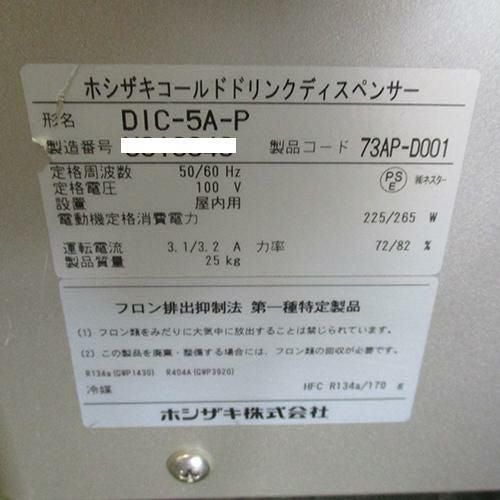 ホシザキコールドドリンクディスペンサー
形名 DIC-5A-P
製造番号 製品コード 73AP-D001
定格周波数 50/60 Hz
定格電圧 100 V PSE ㈱ネスター
設置 屋内用
電動機定格消費電力 225/265 W
運転電流 3.1/3.2 A 力率 72/82 %
製品質量 25 kg
フロン排出抑制法 第一種特定製品
(1) フロン類をみだりに大気中に放出することは禁じられています。
(2) この製品を廃棄・整備する場合には、フロン類の回収が必要です。
R134a(GWP1430) R404A(GWP3920)
冷媒 HFC R134a/170 g
ホシザキ株式会社